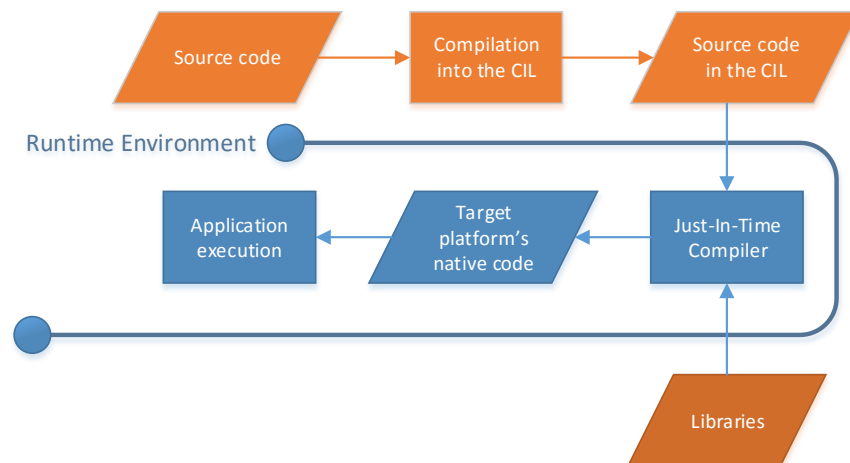 Source code
Compilation
into the CIL
Source code
in the CIL
Runtime Environment
Application
execution
Target
platform’s
native code
Just-In-Time
Compiler
Libraries